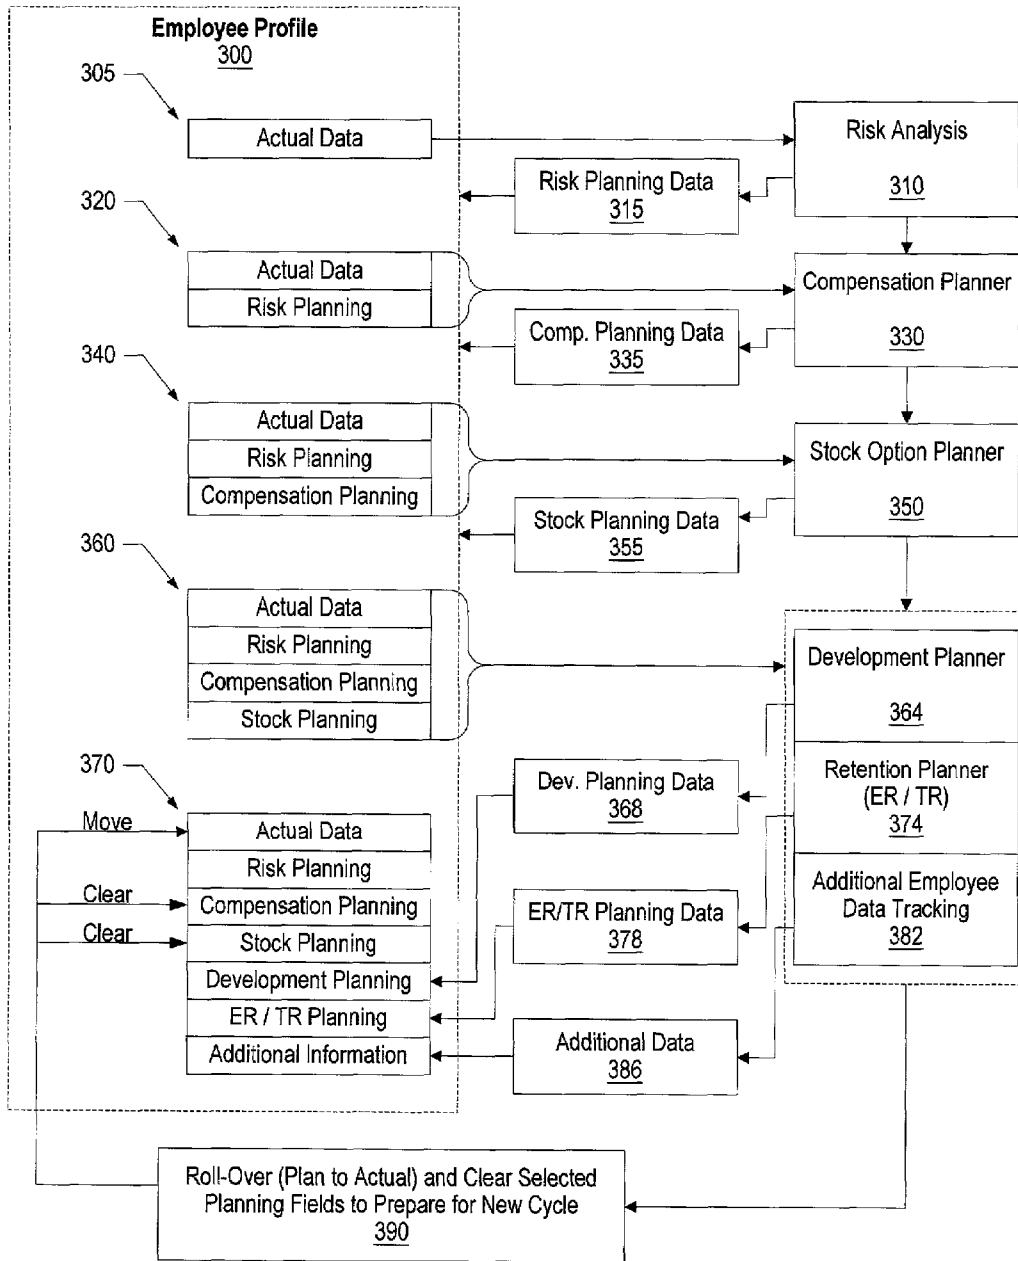 Employee Profile
300
305
Actual Data
Risk Analysis
310
Risk Planning Data
315
320
Actual Data
Risk Planning
Compensation Planner
330
Comp. Planning Data
335
340
Actual Data
Risk Planning
Compensation Planning
Stock Option Planner
350
Stock Planning Data
355
360
Actual Data
Risk Planning
Compensation Planning
Stock Planning
Development Planner
364
Retention Planner
(ER / TR)
374
Additional Employee
Data Tracking
382
Dev. Planning Data
368
370
Move
Actual Data
Risk Planning
Clear
Compensation Planning
Clear
Stock Planning
Development Planning
ER / TR Planning
Additional Information
ER/TR Planning Data
378
Additional Data
386
Roll-Over (Plan to Actual) and Clear Selected
Planning Fields to Prepare for New Cycle
390